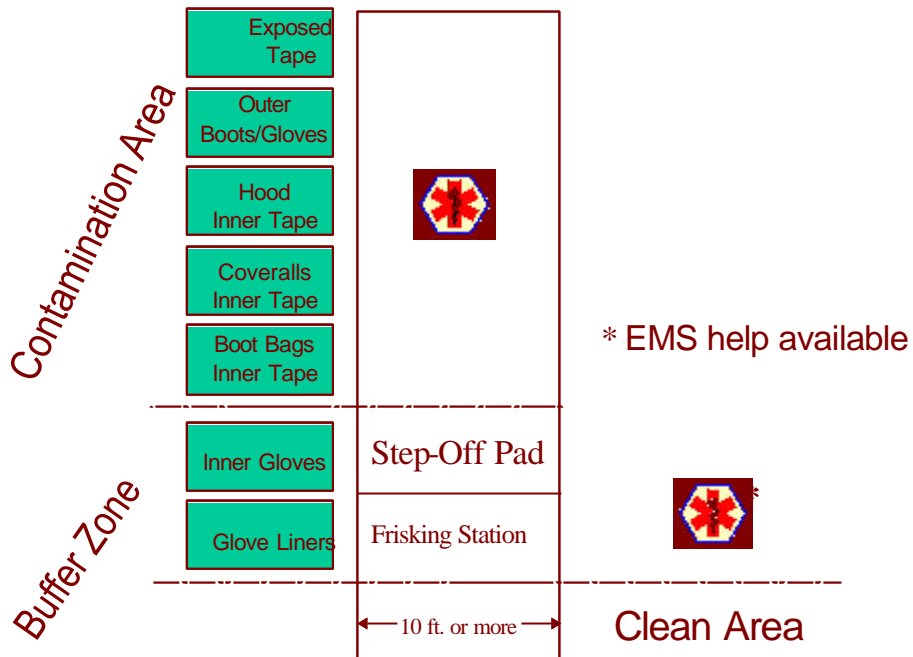 Contamination Area
Exposed
Tape
Outer
Boots/Gloves
Hood
Inner Tape
Coveralls
Inner Tape
Boot Bags
Inner Tape
* EMS help available
Buffer Zone
Inner Gloves
Step-Off Pad
Glove Liners
Frisking Station
*
10 ft. or more
Clean Area